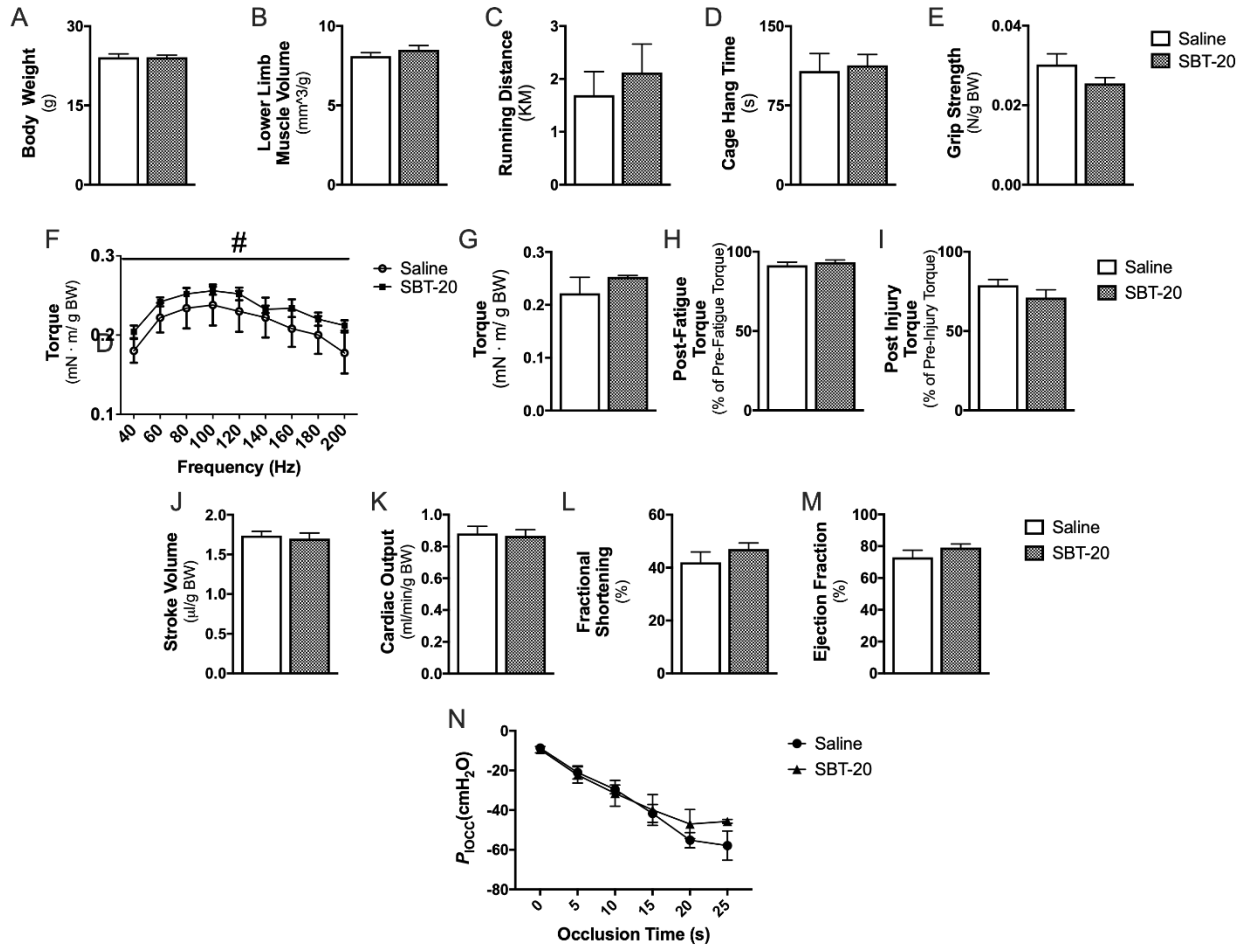 A
Body Weight
(g)
30
15
0
B
Lower Limb
Muscle Volume
(mm^3/g)
10
5
0
C
Running Distance
(KM)
3
2
1
0
D
Cage Hang Time
(s)
150
75
0
E
Grip Strength
(N/g BW)
0.04
0.02
0.00
Saline
SBT-20
F
#
Torque
(mN · m/ g BW)
D
0.3
0.2
0.1
40
60
80
100
120
140
160
180
200
Frequency (Hz)
Saline
SBT-20
G
Torque
(mN · m/ g BW)
0.3
0.2
0.1
0.0
H
Post-Fatigue
Torque
(% of Pre-Fatigue Torque)
100
50
0
I
Post Injury
Torque
(% of Pre-Injury Torque)
100
50
0
Saline
SBT-20
J
Stroke Volume
(µl/g BW)
2.0
1.5
1.0
0.5
0.0
K
Cardiac Output
(ml/min/g BW)
1.0
0.8
0.6
0.4
0.2
0.0
L
Fractional
Shortening
(%)
60
40
20
0
M
Ejection Fraction
(%)
100
80
60
40
20
0
Saline
SBT-20
N
PIOCC(cmH2O)
0
-20
-40
-60
-80
0
5
10
15
20
25
Occlusion Time (s)
Saline
SBT-20